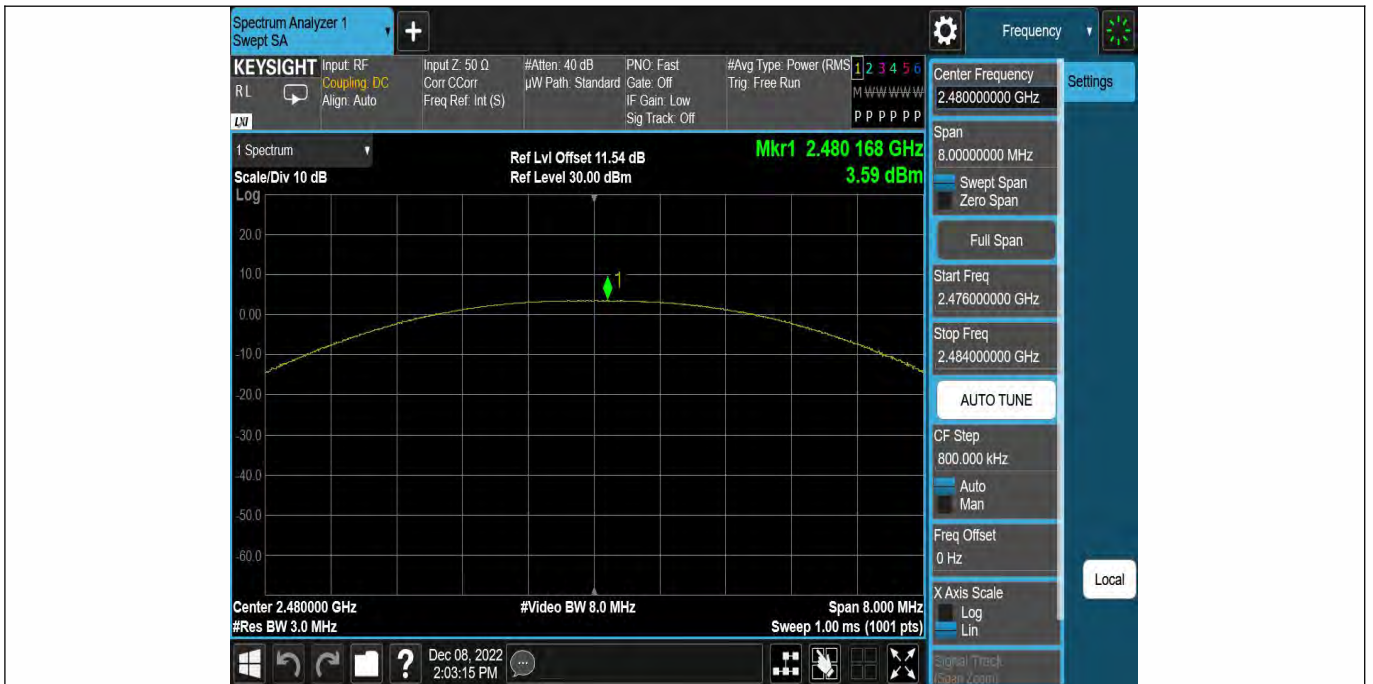 Spectrum Analyzer 1
Swept SA
Frequency
KEYSIGHT
RL
LXI
Input: RF
Coupling: DC
Align: Auto
Input Z: 50 Ω
Corr CCorr
Freq Ref: Int (S)
#Atten: 40 dB
µW Path: Standard
PNO: Fast
Gate: Off
IF Gain: Low
Sig Track: Off
#Avg Type: Power (RMS
Trig: Free Run
1 2 3 4 5 6
M W W W W W
P P P P P P
1 Spectrum
Scale/Div 10 dB
Log
Ref Lvl Offset 11.54 dB
Ref Level 30.00 dBm
Mkr1 2.480 168 GHz
3.59 dBm
20.0
10.0
0.00
-10.0
-20.0
-30.0
-40.0
-50.0
-60.0
1
Center 2.480000 GHz
#Res BW 3.0 MHz
#Video BW 8.0 MHz
Span 8.000 MHz
Sweep 1.00 ms (1001 pts)
Dec 08, 2022
2:03:15 PM
Center Frequency
2.480000000 GHz
Settings
Span
8.00000000 MHz
Swept Span
Zero Span
Full Span
Start Freq
2.476000000 GHz
Stop Freq
2.484000000 GHz
AUTO TUNE
CF Step
800.000 kHz
Auto
Man
Freq Offset
0 Hz
X Axis Scale
Log
Lin
Signal Track
(Span Zoom)
Local